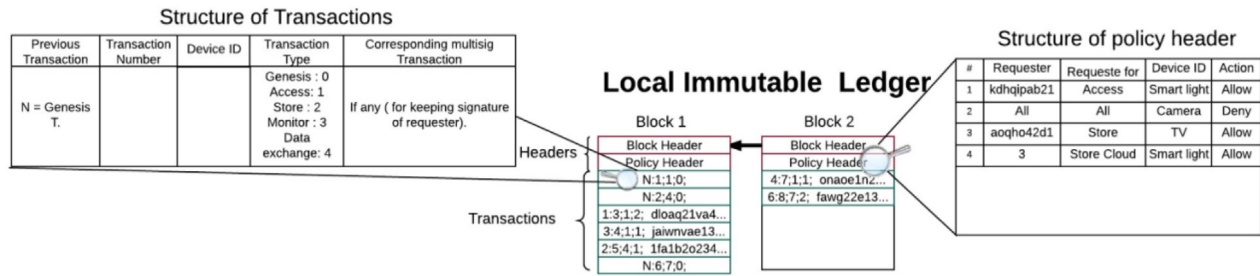 Structure of Transactions
Previous Transaction
Transaction Number
Device ID
Transaction Type
Corresponding multisig Transaction
N = Genesis T.
Genesis : 0
Access: 1
Store : 2
Monitor : 3
Data exchange: 4
If any ( for keeping signature of requester).
Local Immutable Ledger
Headers
Transactions
Block 1
Block Header
Policy Header
N:1;1;0;
N:2;4;0;
1:3;1;2; dloaq21va4...
3:4;1;1; jaiwnvae13...
2:5;4;1; 1fa1b2o234...
N:6;7;0;
Block 2
Block Header
Policy Header
4:7;1;1; onaoe1n2...
6:8;7;2; fawg22e13...
Structure of policy header
# Requester Requeste for Device ID Action
1 kdhqipab21 Access Smart light Allow
2 All All Camera Deny
3 aoqho42d1 Store TV Allow
4 3 Store Cloud Smart light Allow